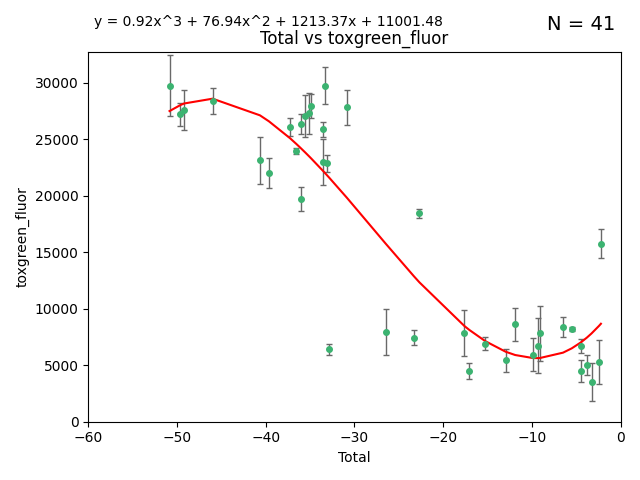 y = 0.92x^3 + 76.94x^2 + 1213.37x + 11001.48
N = 41
Total vs toxgreen_fluor
30000
25000
20000
15000
10000
5000
0
toxgreen_fluor
−60 −50 −40 −30 −20 −10 0
Total